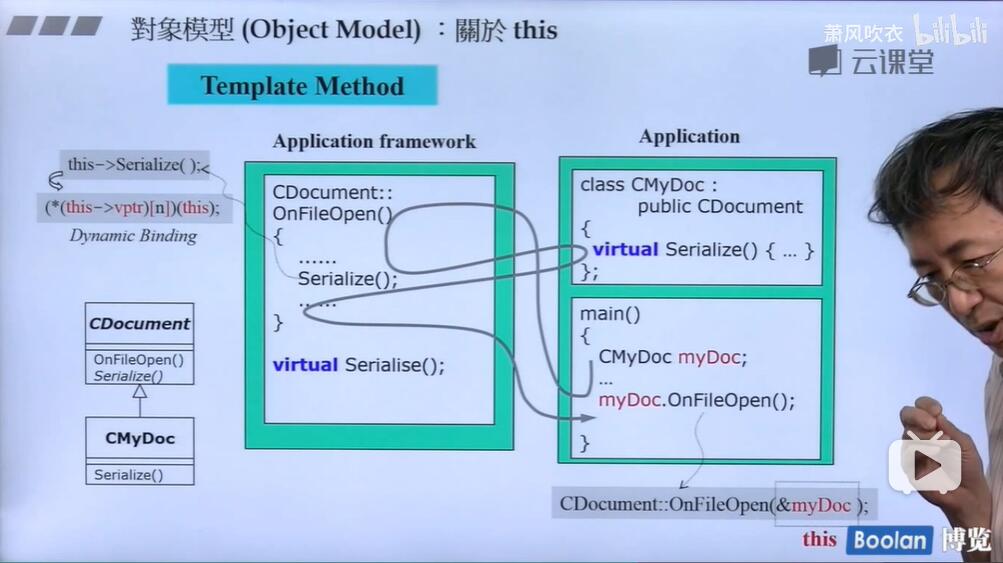 對象模型 (Object Model) ：關於 this
萧风吹衣 bilibili
云课堂
Template Method
Application framework
Application
this->Serialize( );
(*(this->vptr)[n])(this);
Dynamic Binding
CDocument::
OnFileOpen()
{
......
Serialize();
......
}
virtual Serialise();
class CMyDoc :
public CDocument
{
virtual Serialize() { ... }
};
main()
{
CMyDoc myDoc;
...
myDoc.OnFileOpen();
}
CDocument
OnFileOpen()
Serialize()
CMyDoc
Serialize()
CDocument::OnFileOpen(&myDoc );
this
Boolan 博览